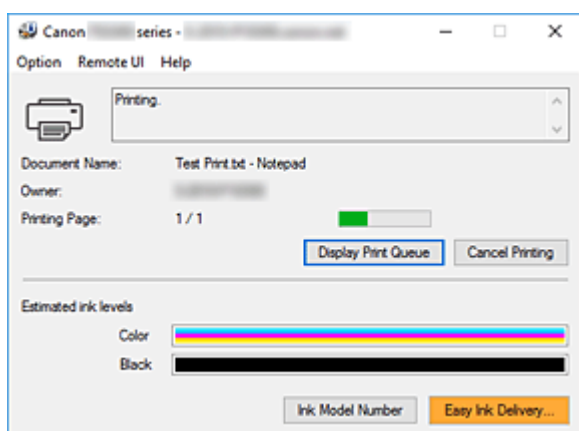 Canon series -
Option Remote UI Help
Printing.
Document Name: Test Print.txt - Notepad
Owner:
Printing Page: 1 / 1
Display Print Queue Cancel Printing
Estimated ink levels
Color
Black
Ink Model Number Easy Ink Delivery...